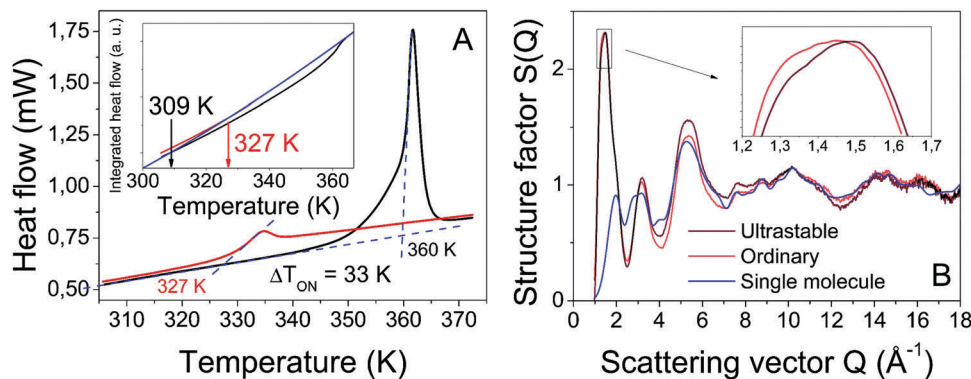 A
Heat flow (mW)
1,75
1,50
1,25
1,00
0,75
0,50
305 310 320 330 340 350 360 370
Temperature (K)
Integrated heat flow (a. u.)
309 K
327 K
300 320 340 360
Temperature (K)
327 K
ΔT_ON = 33 K
360 K
B
Structure factor S(Q)
2
1
0
0 2 4 6 8 10 12 14 16 18
Scattering vector Q (Å⁻¹)
1,2 1,3 1,4 1,5 1,6 1,7
Ultrastable
Ordinary
Single molecule